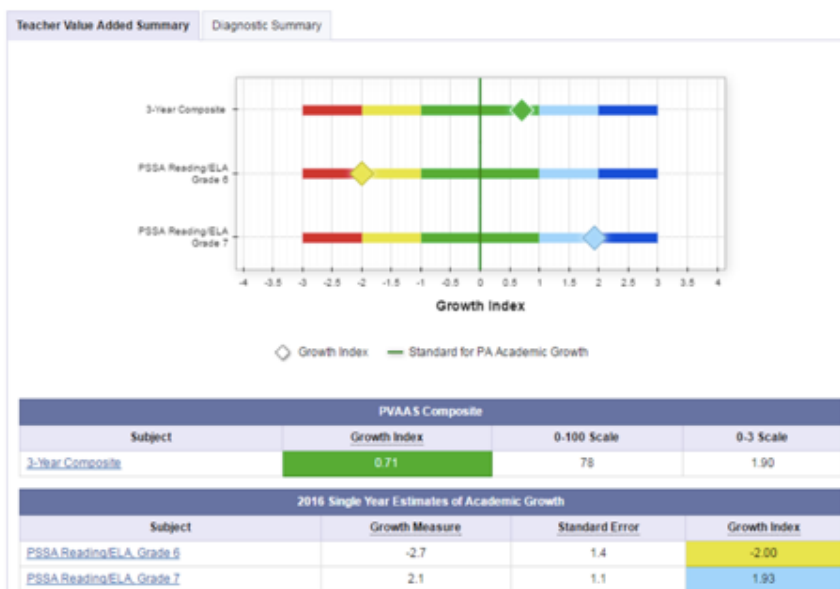 Teacher Value Added Summary Diagnostic Summary
3-Year Composite
PSSA Reading/ELA
Grade 6
PSSA Reading/ELA
Grade 7
-4 -3.5 -3 -2.5 -2 -1.5 -1 -0.5 0 0.5 1 1.5 2 2.5 3 3.5 4
Growth Index
Growth Index Standard for PA Academic Growth
PVAAS Composite
Subject Growth Index 0-100 Scale 0-3 Scale
3-Year Composite 0.71 78 1.90
2016 Single Year Estimates of Academic Growth
Subject Growth Measure Standard Error Growth Index
PSSA Reading/ELA, Grade 6 -2.7 1.4 -2.00
PSSA Reading/ELA, Grade 7 2.1 1.1 1.93